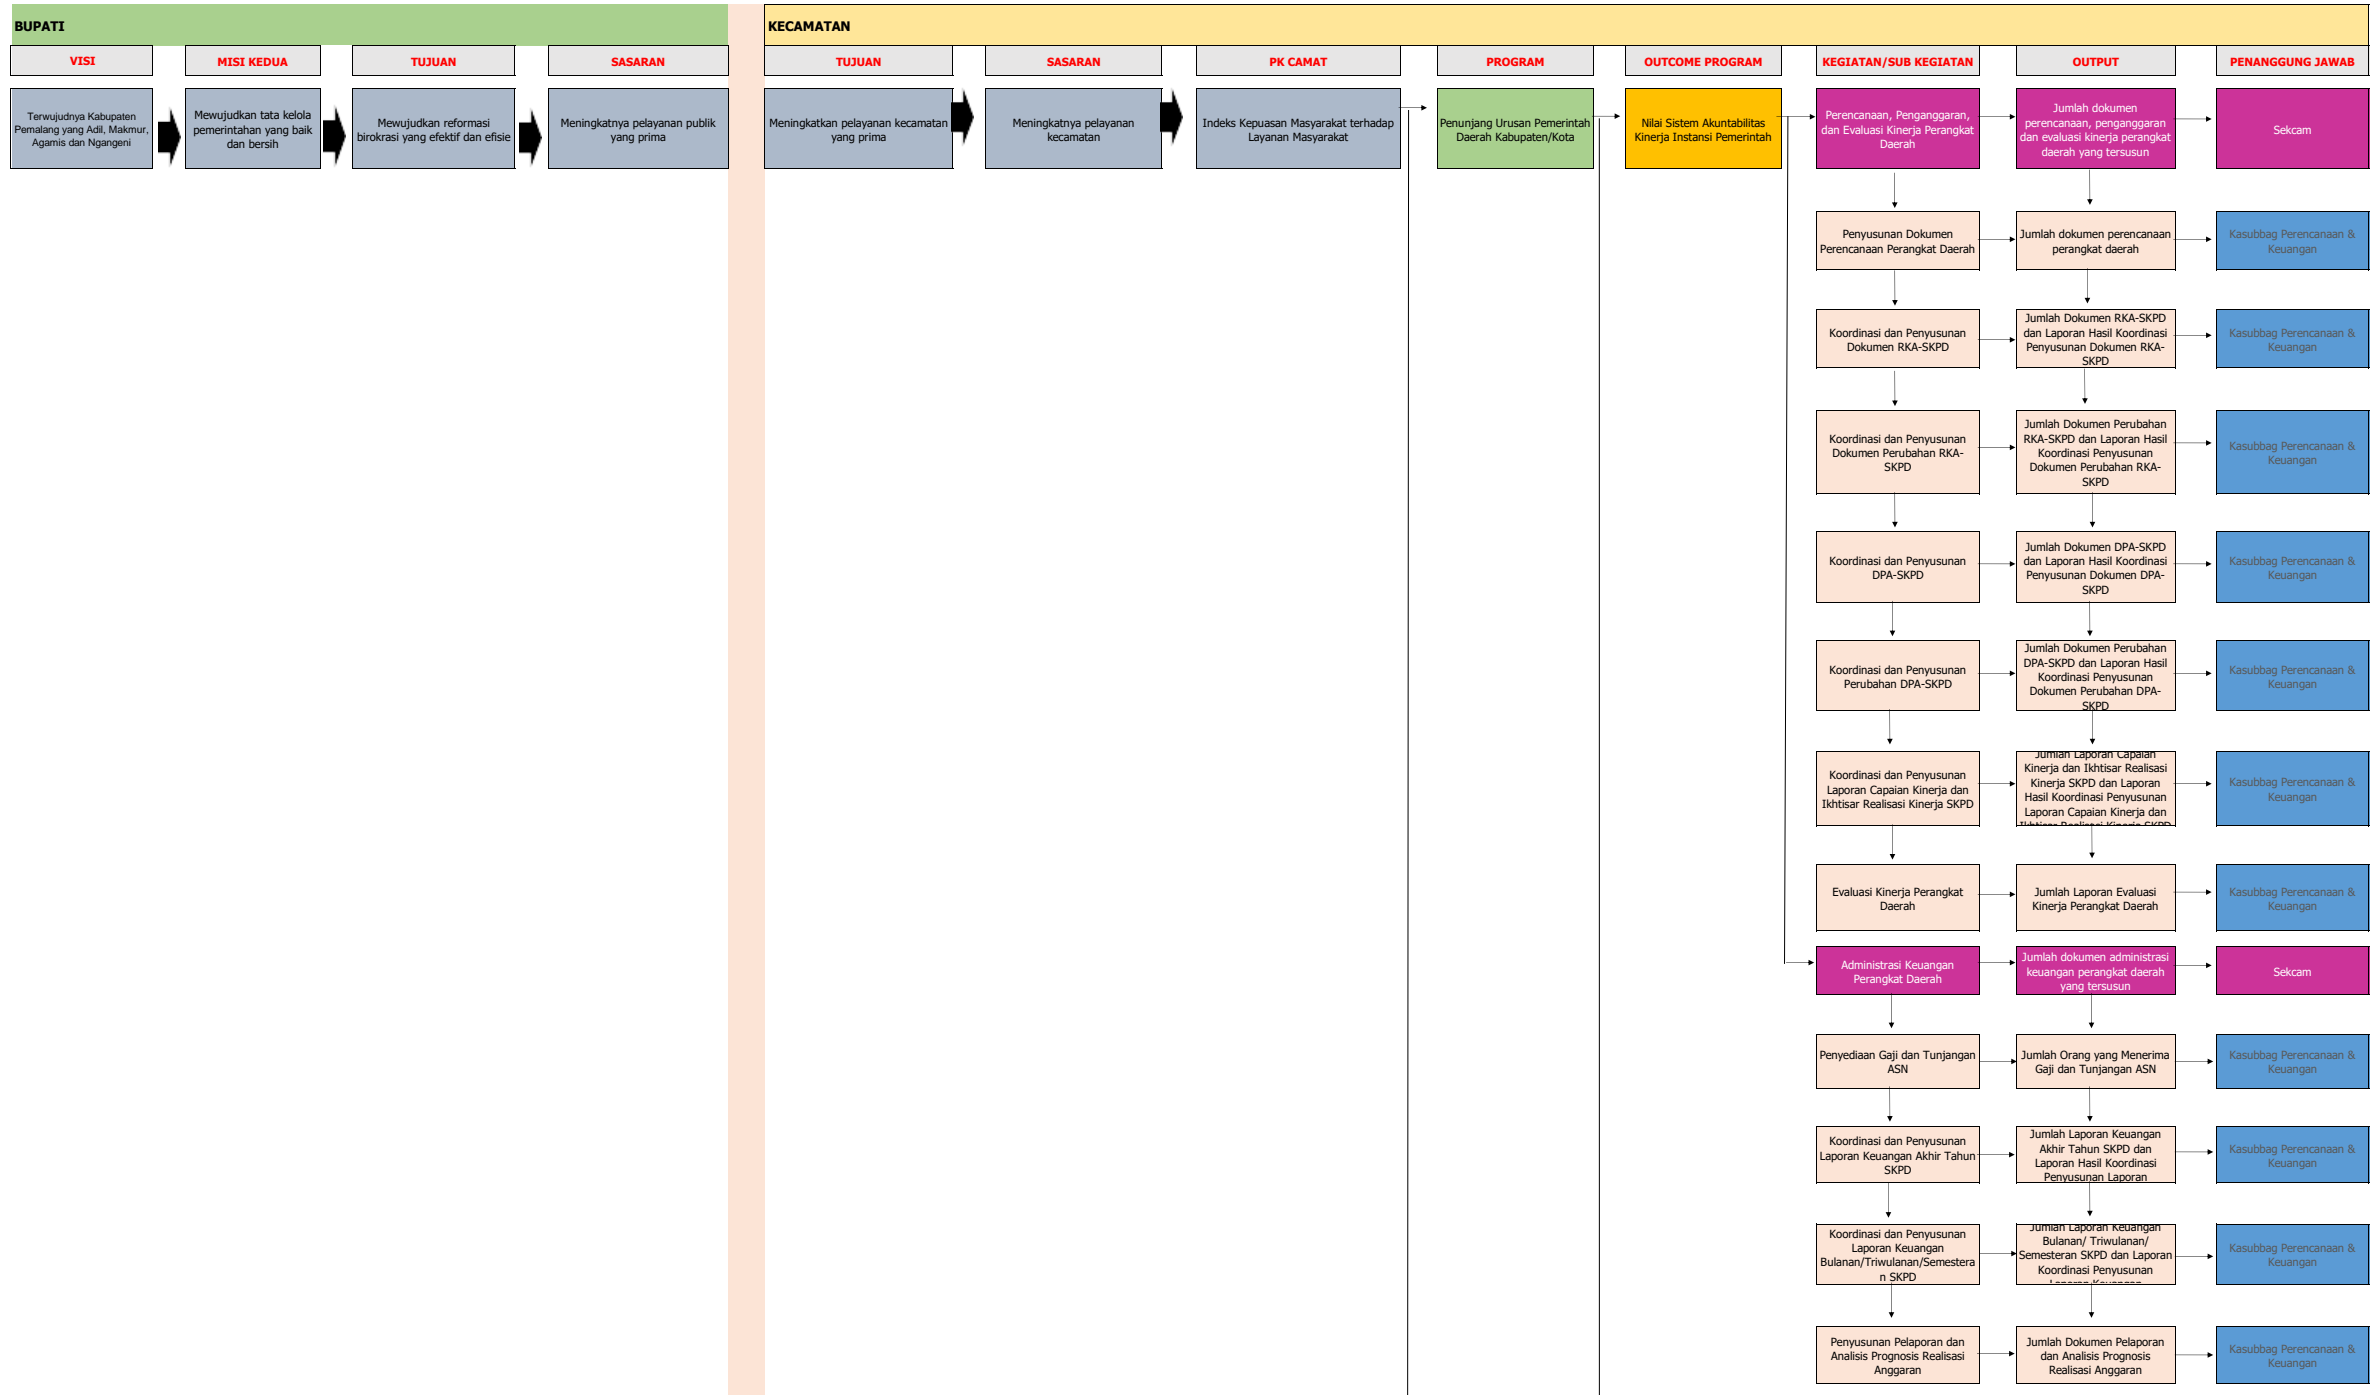 BUPATI
KECAMATAN
VISI
MISI KEDUA
TUJUAN
SASARAN
TUJUAN
SASARAN
PK CAMAT
PROGRAM
OUTCOME PROGRAM
KEGIATAN/SUB KEGIATAN
OUTPUT
PENANGGUNG JAWAB
Terwujudnya Kabupaten
Pemalang yang Adil, Makmur,
Agamis dan Ngangeni
Mewujudkan tata kelola
pemerintahan yang baik
dan bersih
Mewujudkan reformasi
birokrasi yang efektif dan efisie
Meningkatnya pelayanan publik
yang prima
Meningkatkan pelayanan kecamatan
yang prima
Meningkatnya pelayanan
kecamatan
Indeks Kepuasan Masyarakat terhadap
Layanan Masyarakat
Penunjang Urusan Pemerintah
Daerah Kabupaten/Kota
Nilai Sistem Akuntabilitas
Kinerja Instansi Pemerintah
Perencanaan, Penganggaran,
dan Evaluasi Kinerja Perangkat
Daerah
Jumlah dokumen
perencanaan, penganggaran
dan evaluasi kinerja perangkat
daerah yang tersusun
Sekcam
Penyusunan Dokumen
Perencanaan Perangkat Daerah
Jumlah dokumen perencanaan
perangkat daerah
Kasubbag Perencanaan &
Keuangan
Koordinasi dan Penyusunan
Dokumen RKA-SKPD
Jumlah Dokumen RKA-SKPD
dan Laporan Hasil Koordinasi
Penyusunan Dokumen RKA-
SKPD
Kasubbag Perencanaan &
Keuangan
Koordinasi dan Penyusunan
Dokumen Perubahan RKA-
SKPD
Jumlah Dokumen Perubahan
RKA-SKPD dan Laporan Hasil
Koordinasi Penyusunan
Dokumen Perubahan RKA-
SKPD
Kasubbag Perencanaan &
Keuangan
Koordinasi dan Penyusunan
DPA-SKPD
Jumlah Dokumen DPA-SKPD
dan Laporan Hasil Koordinasi
Penyusunan Dokumen DPA-
SKPD
Kasubbag Perencanaan &
Keuangan
Koordinasi dan Penyusunan
Perubahan DPA-SKPD
Jumlah Dokumen Perubahan
DPA-SKPD dan Laporan Hasil
Koordinasi Penyusunan
Dokumen Perubahan DPA-
SKPD
Kasubbag Perencanaan &
Keuangan
Koordinasi dan Penyusunan
Laporan Capaian Kinerja dan
Ikhtisar Realisasi Kinerja SKPD
Jumlah Laporan Capaian
Kinerja dan Ikhtisar Realisasi
Kinerja SKPD dan Laporan
Hasil Koordinasi Penyusunan
Laporan Capaian Kinerja dan
Ikhtisar Realisasi Kinerja SKPD
Kasubbag Perencanaan &
Keuangan
Evaluasi Kinerja Perangkat
Daerah
Jumlah Laporan Evaluasi
Kinerja Perangkat Daerah
Kasubbag Perencanaan &
Keuangan
Administrasi Keuangan
Perangkat Daerah
Jumlah dokumen administrasi
keuangan perangkat daerah
yang tersusun
Sekcam
Penyediaan Gaji dan Tunjangan
ASN
Jumlah Orang yang Menerima
Gaji dan Tunjangan ASN
Kasubbag Perencanaan &
Keuangan
Koordinasi dan Penyusunan
Laporan Keuangan Akhir Tahun
SKPD
Jumlah Laporan Keuangan
Akhir Tahun SKPD dan
Laporan Hasil Koordinasi
Penyusunan Laporan
Kasubbag Perencanaan &
Keuangan
Koordinasi dan Penyusunan
Laporan Keuangan
Bulanan/Triwulanan/Semestera
n SKPD
Jumlah Laporan Keuangan
Bulanan/ Triwulanan/
Semesteran SKPD dan Laporan
Koordinasi Penyusunan
Laporan Keuangan
Kasubbag Perencanaan &
Keuangan
Penyusunan Pelaporan dan
Analisis Prognosis Realisasi
Anggaran
Jumlah Dokumen Pelaporan
dan Analisis Prognosis
Realisasi Anggaran
Kasubbag Perencanaan &
Keuangan